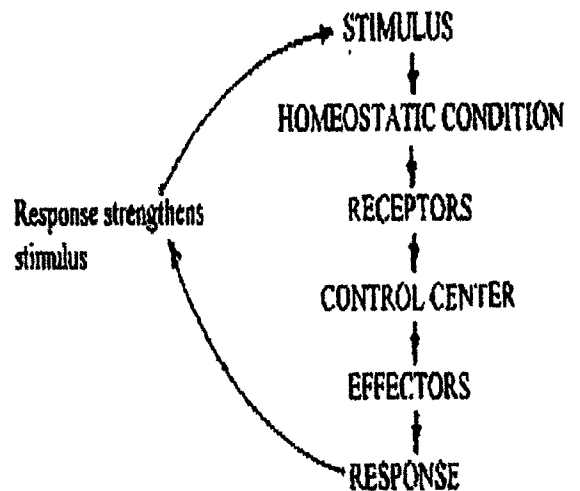 STIMULUS
HOMEOSTATIC CONDITION
RECEPTORS
Response strengthens
stimulus
CONTROL CENTER
EFFECTORS
RESPONSE